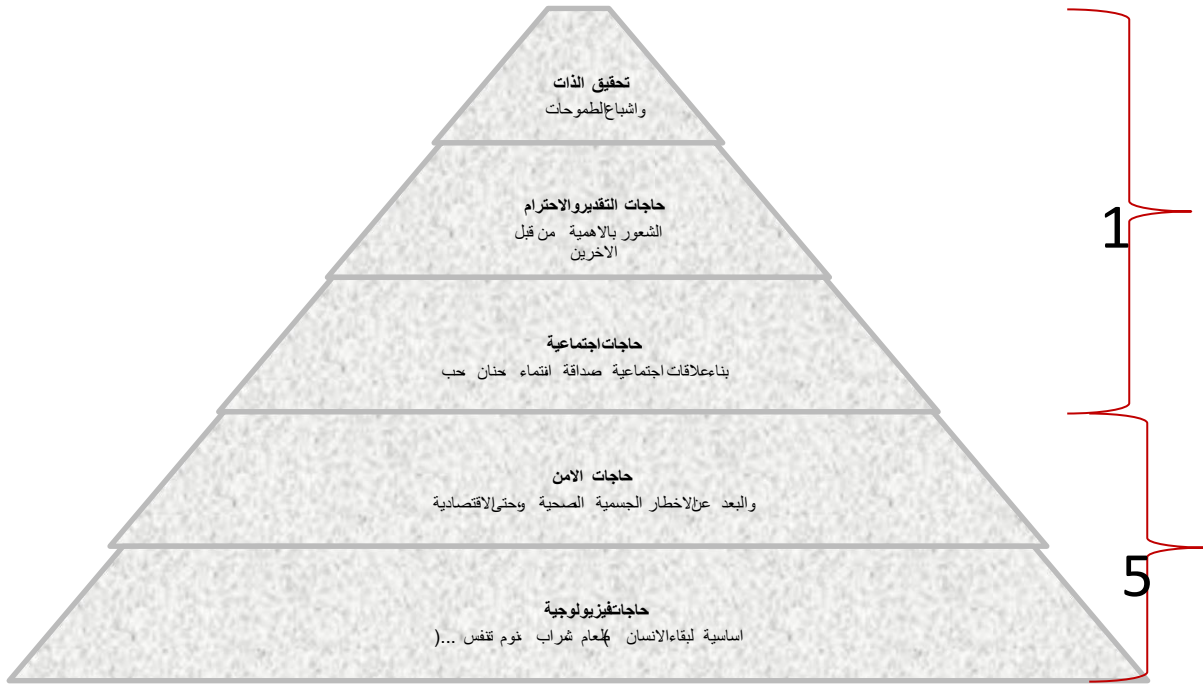 تحقيق الذات
واشباع الطموحات
حاجات التقدير والاحترام
الشعور بالاهمية من قبل
الاخرين
1
حاجات اجتماعية
بناء علاقات اجتماعية صداقة انتماء حنان حب
حاجات الامن
والبعد عن الاخطار الجسمية الصحية وحتى الاقتصادية
5
حاجات فيزيولوجية
اساسية لبقاء الانسان (طعام شراب نوم تنفس ...)